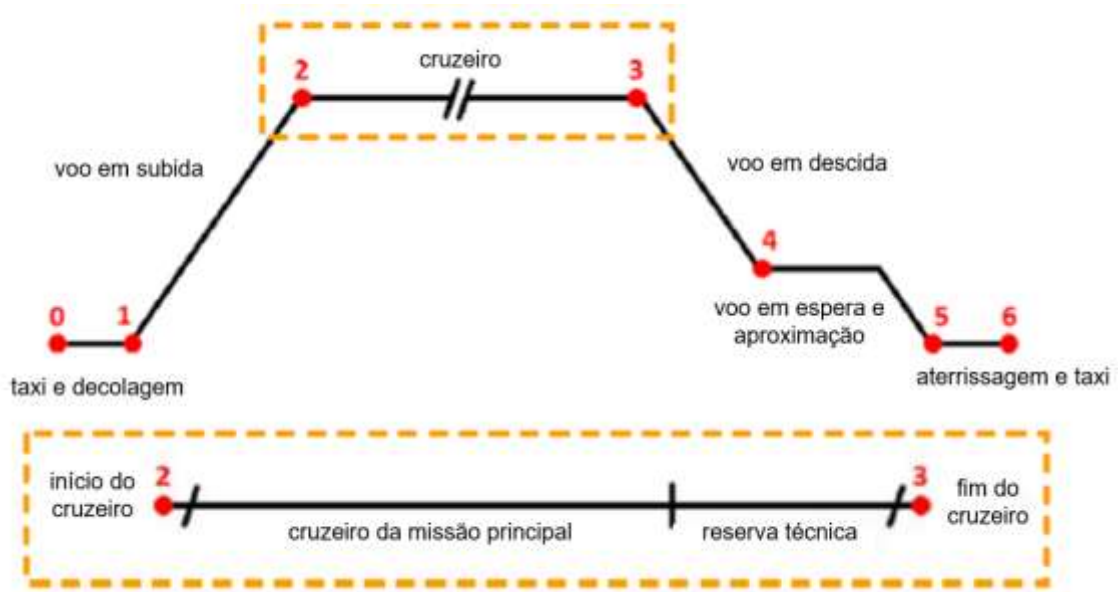 cruzeiro
2
3
voo em subida
voo em descida
4
0
1
voo em espera e
aproximação
5
6
taxi e decolagem
aterrissagem e taxi
início do
cruzeiro
2
3
fim do
cruzeiro
cruzeiro da missão principal
reserva técnica